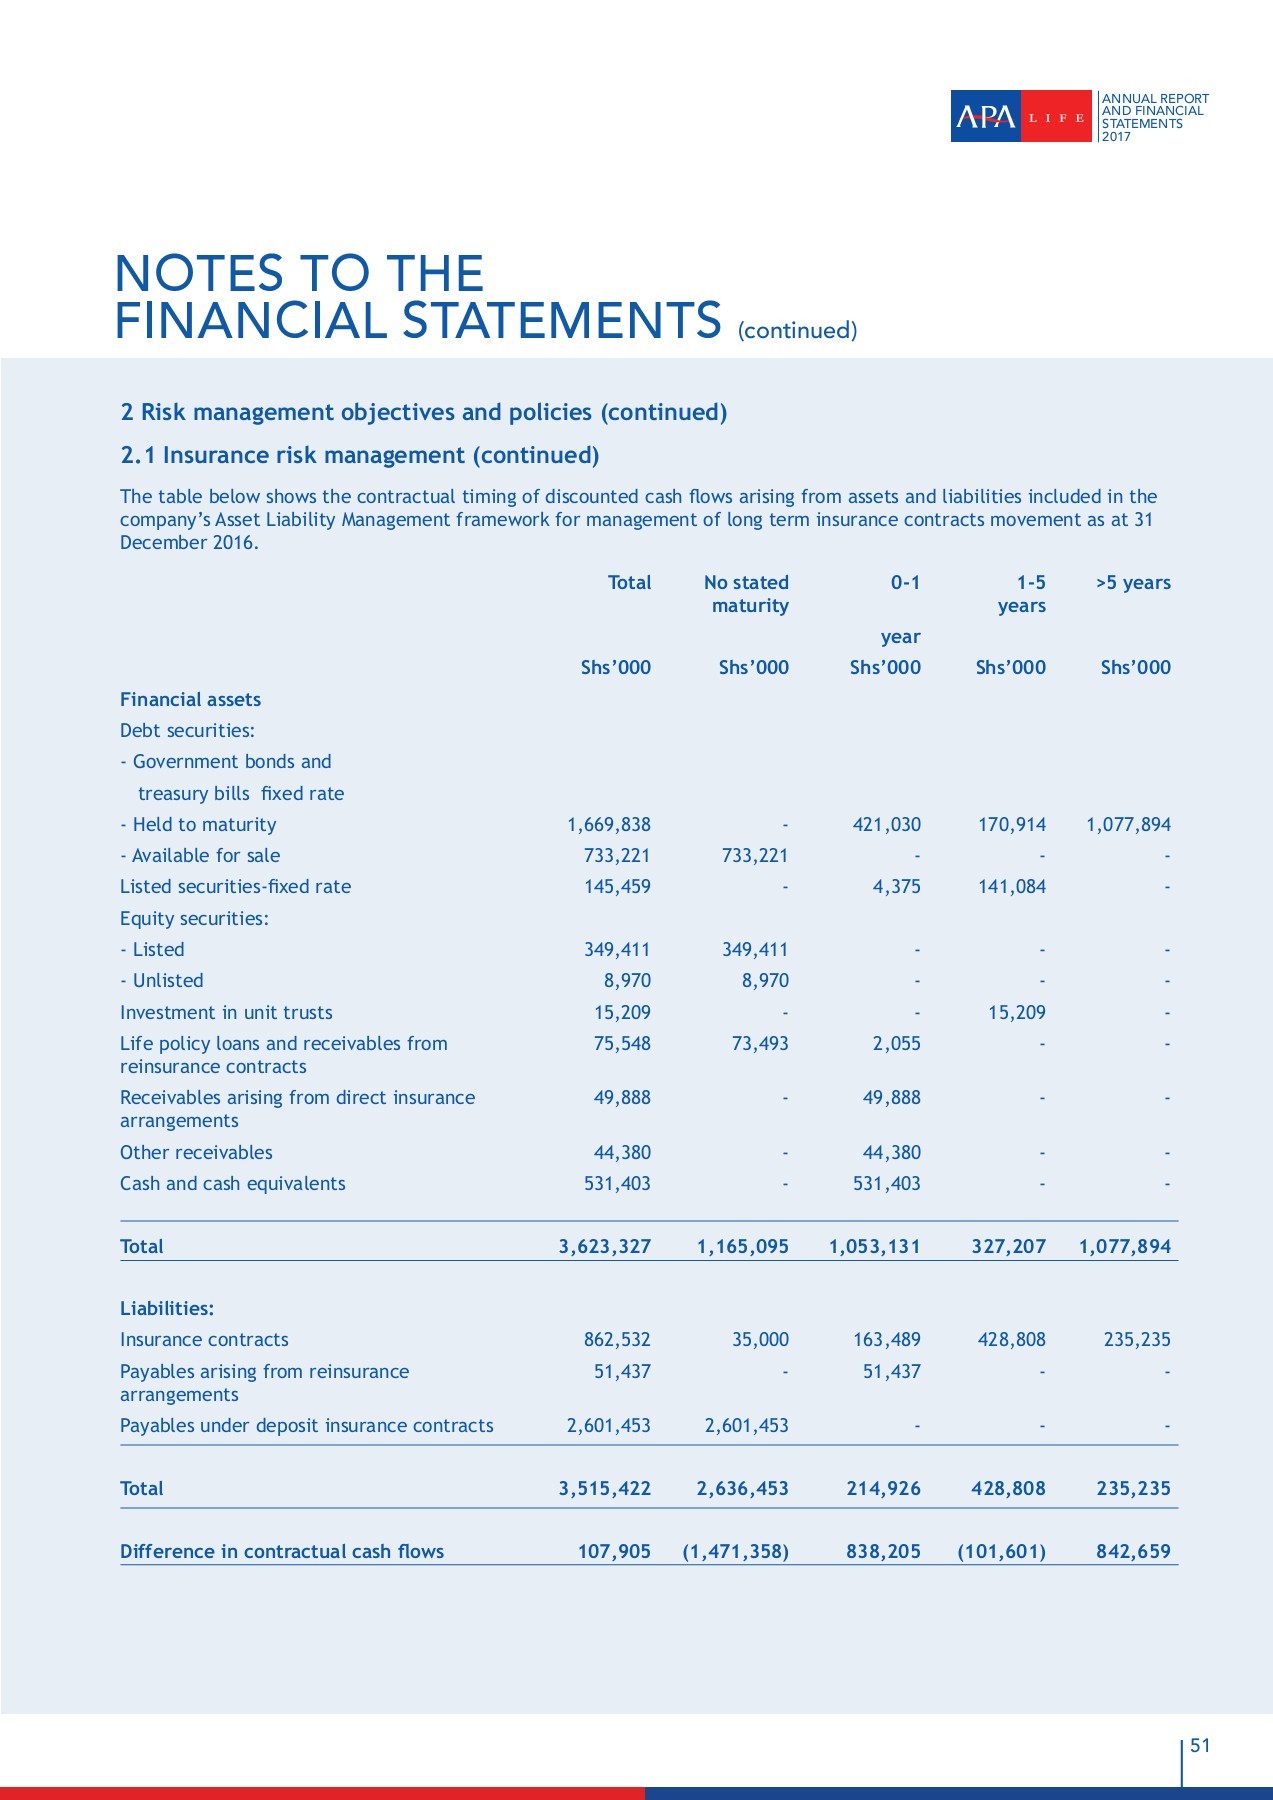 APA LIFE
ANNUAL REPORT
AND FINANCIAL
STATEMENTS
2017
NOTES TO THE
FINANCIAL STATEMENTS (continued)
2 Risk management objectives and policies (continued)
2.1 Insurance risk management (continued)
The table below shows the contractual timing of discounted cash flows arising from assets and liabilities included in the
company’s Asset Liability Management framework for management of long term insurance contracts movement as at 31
December 2016.
Total No stated 0-1 1-5 >5 years
maturity years
year
Shs’000 Shs’000 Shs’000 Shs’000 Shs’000
Financial assets
Debt securities:
- Government bonds and
treasury bills fixed rate
- Held to maturity 1,669,838 - 421,030 170,914 1,077,894
- Available for sale 733,221 733,221 - - -
Listed securities-fixed rate 145,459 - 4,375 141,084 -
Equity securities:
- Listed 349,411 349,411 - - -
- Unlisted 8,970 8,970 - - -
Investment in unit trusts 15,209 - - 15,209 -
Life policy loans and receivables from 75,548 73,493 2,055 - -
reinsurance contracts
Receivables arising from direct insurance 49,888 - 49,888 - -
arrangements
Other receivables 44,380 - 44,380 - -
Cash and cash equivalents 531,403 - 531,403 - -
Total 3,623,327 1,165,095 1,053,131 327,207 1,077,894
Liabilities:
Insurance contracts 862,532 35,000 163,489 428,808 235,235
Payables arising from reinsurance 51,437 - 51,437 - -
arrangements
Payables under deposit insurance contracts 2,601,453 2,601,453 - - -
Total 3,515,422 2,636,453 214,926 428,808 235,235
Difference in contractual cash flows 107,905 (1,471,358) 838,205 (101,601) 842,659
51